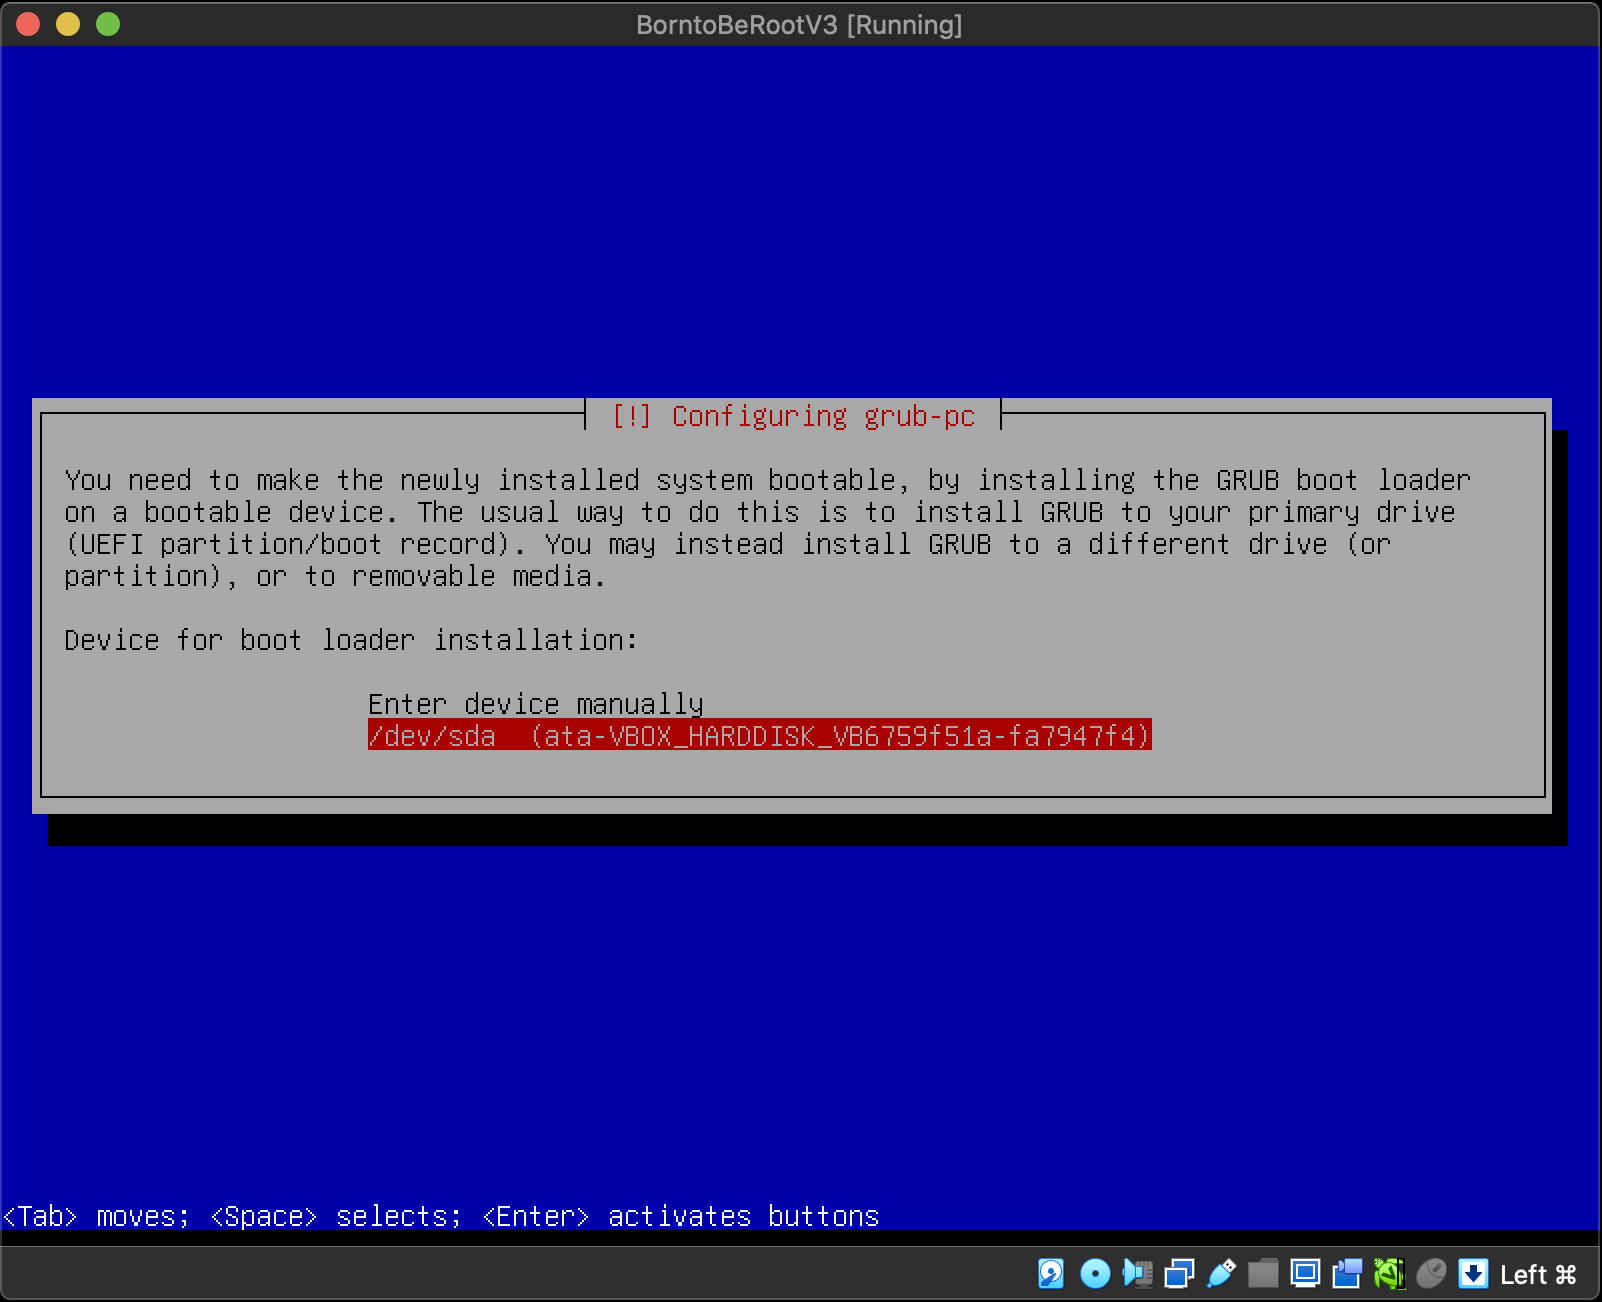 BorntoBeRootV3 [Running]
[!] Configuring grub-pc
You need to make the newly installed system bootable, by installing the GRUB boot loader
on a bootable device. The usual way to do this is to install GRUB to your primary drive
(UEFI partition/boot record). You may instead install GRUB to a different drive (or
partition), or to removable media.
Device for boot loader installation:
Enter device manually
/dev/sda  (ata-VBOX_HARDDISK_VB6759f51a-fa7947f4)
<Tab> moves; <Space> selects; <Enter> activates buttons
Left ⌘